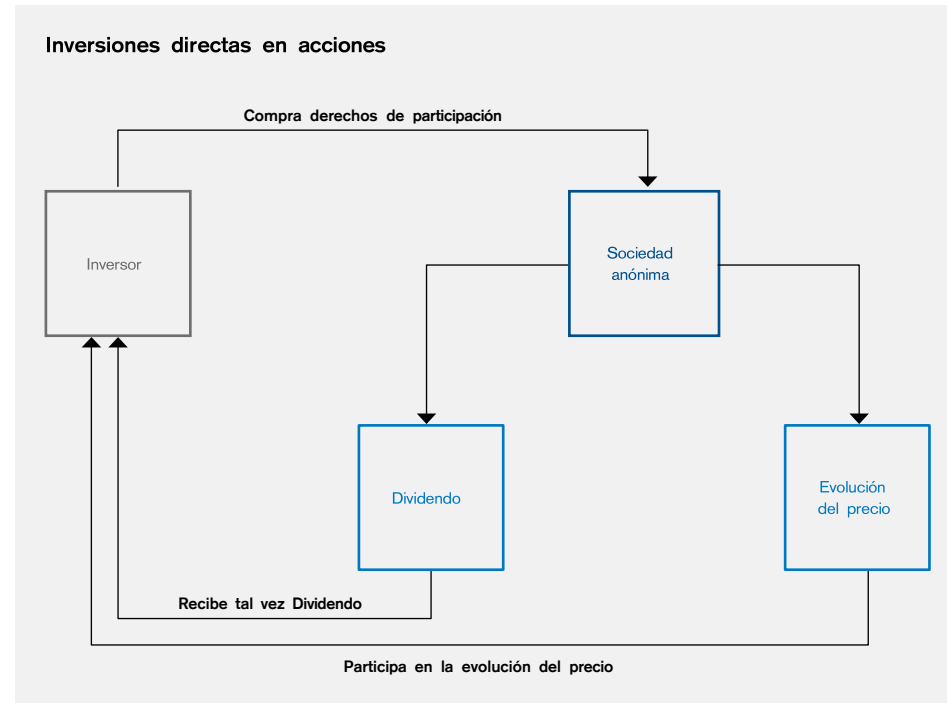 Inversiones directas en acciones
Compra derechos de participación
Inversor
Sociedad
anónima
Dividendo
Evolución
del precio
Recibe tal vez Dividendo
Participa en la evolución del precio